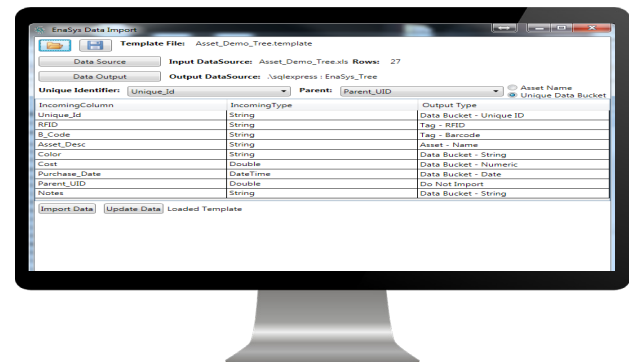 EnaSys Data Import
Template File: Asset_Demo_Tree.template
Data Source Input DataSource: Asset_Demo_Tree.xls Rows: 27
Data Output Output DataSource: .\sqlexpress : EnaSys_Tree
Unique Identifier: Unique_Id Parent: Parent_UID Asset Name
Unique Data Bucket
IncomingColumn IncomingType Output Type
Unique_Id String Data Bucket - Unique ID
RFID String Tag - RFID
B_Code String Tag - Barcode
Asset_Desc String Asset - Name
Color String Data Bucket - String
Cost Double Data Bucket - Numeric
Purchase_Date DateTime Data Bucket - Date
Parent_UID Double Do Not Import
Notes String Data Bucket - String
Import Data Update Data Loaded Template